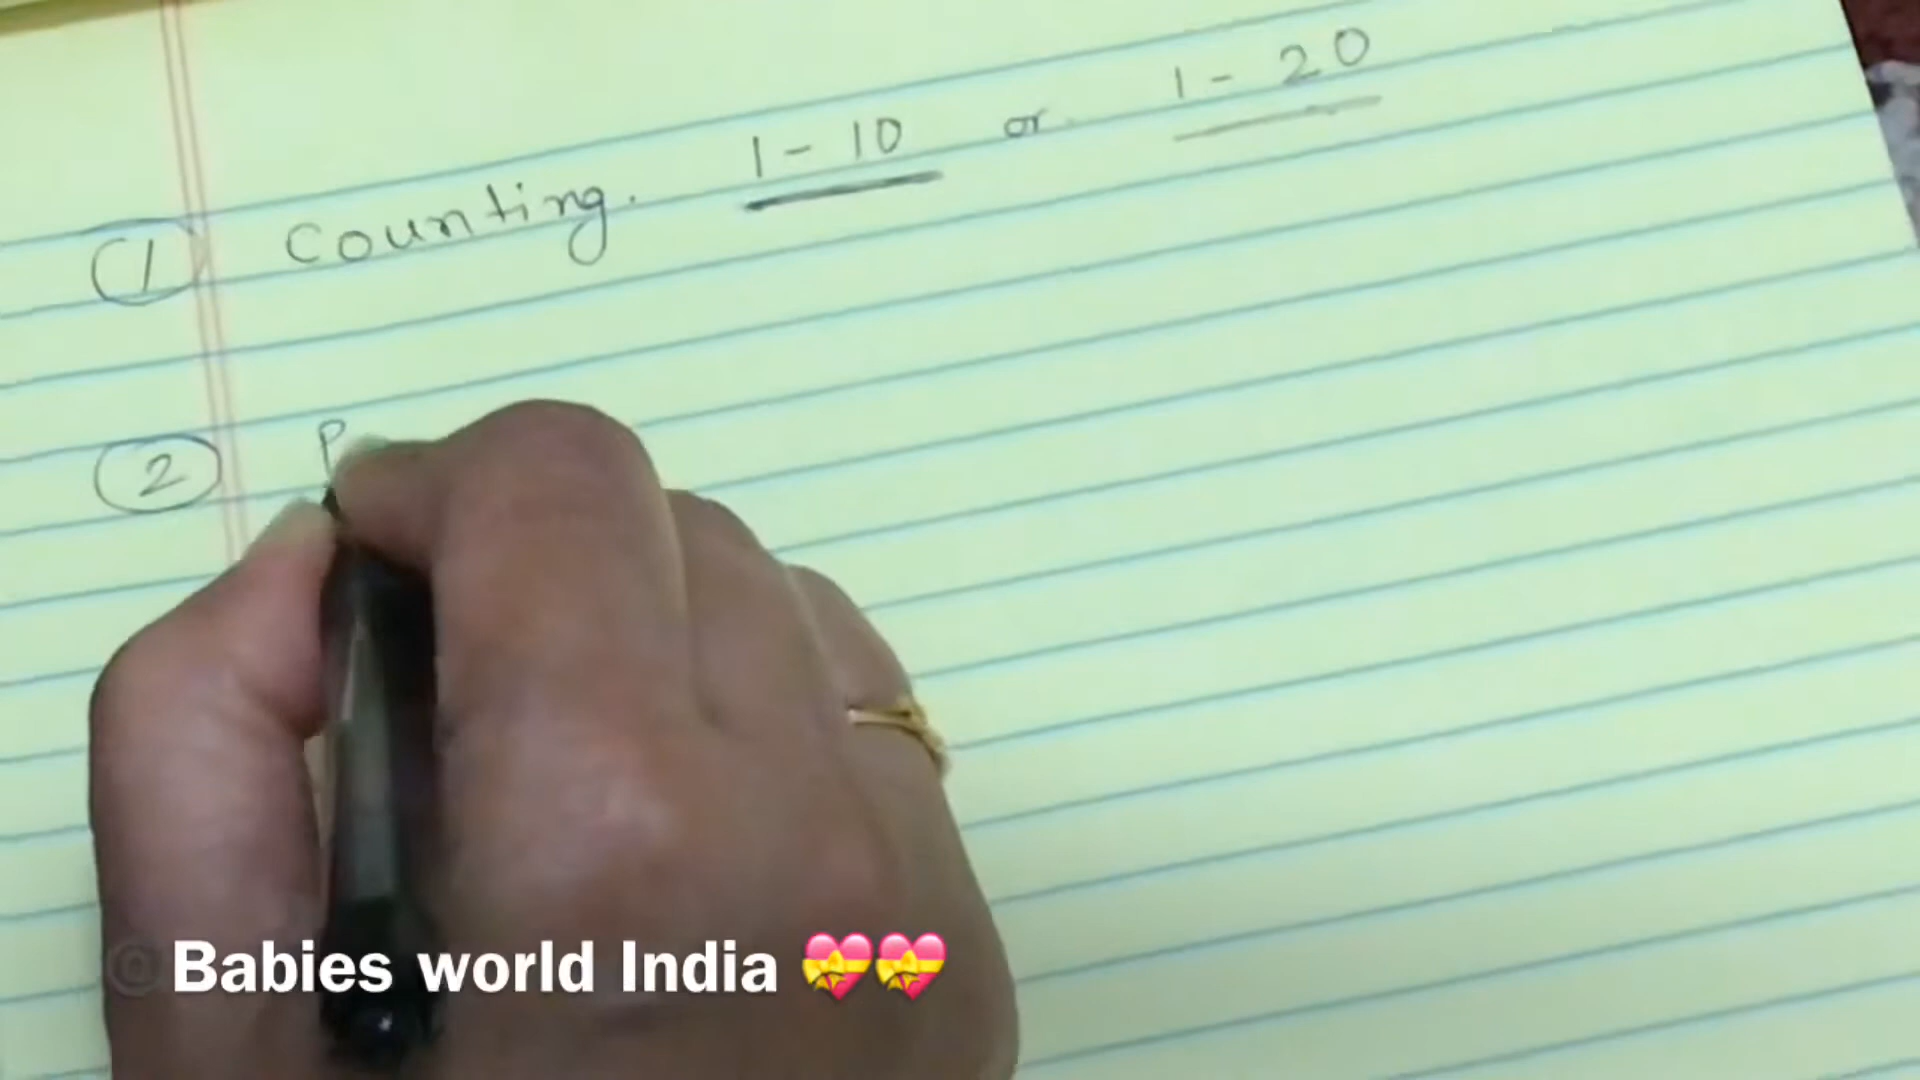 1 Counting. 1 - 10 or 1 - 20
2 P
@ Babies world India 💝💝